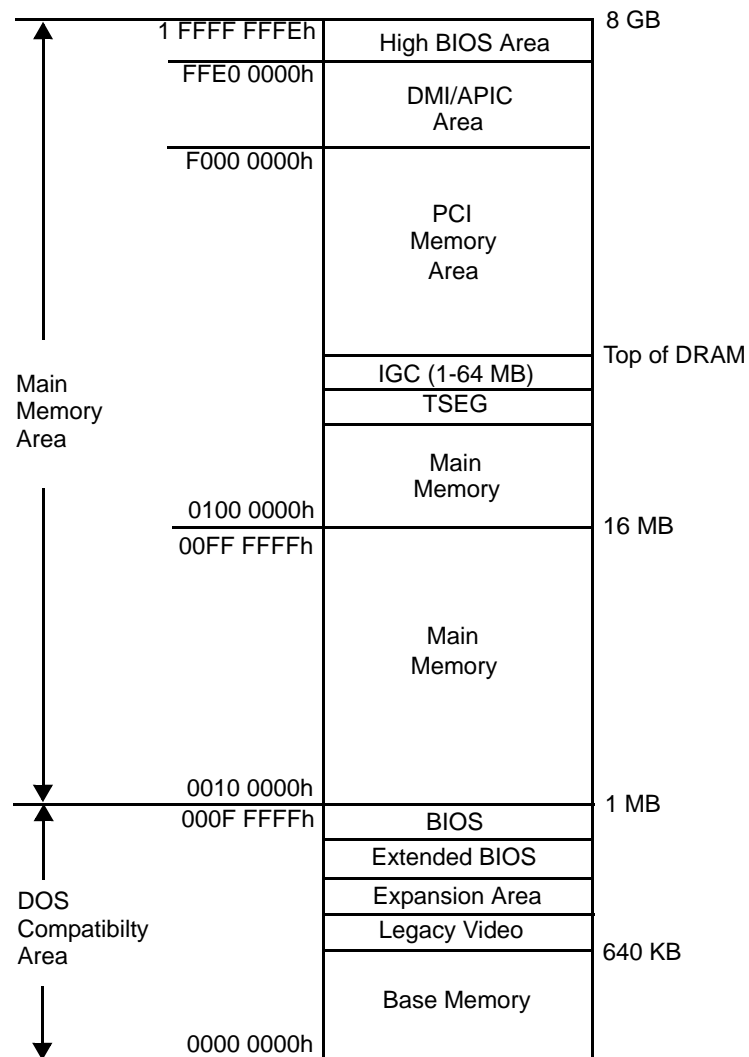 8 GB
1 FFFF FFFEh
High BIOS Area
FFE0 0000h
DMI/APIC
Area
F000 0000h
PCI
Memory
Area
Top of DRAM
IGC (1-64 MB)
TSEG
Main
Memory
Area
Main
Memory
0100 0000h
16 MB
00FF FFFFh
Main
Memory
0010 0000h
1 MB
000F FFFFh
BIOS
Extended BIOS
Expansion Area
DOS
Compatibilty
Area
Legacy Video
640 KB
Base Memory
0000 0000h